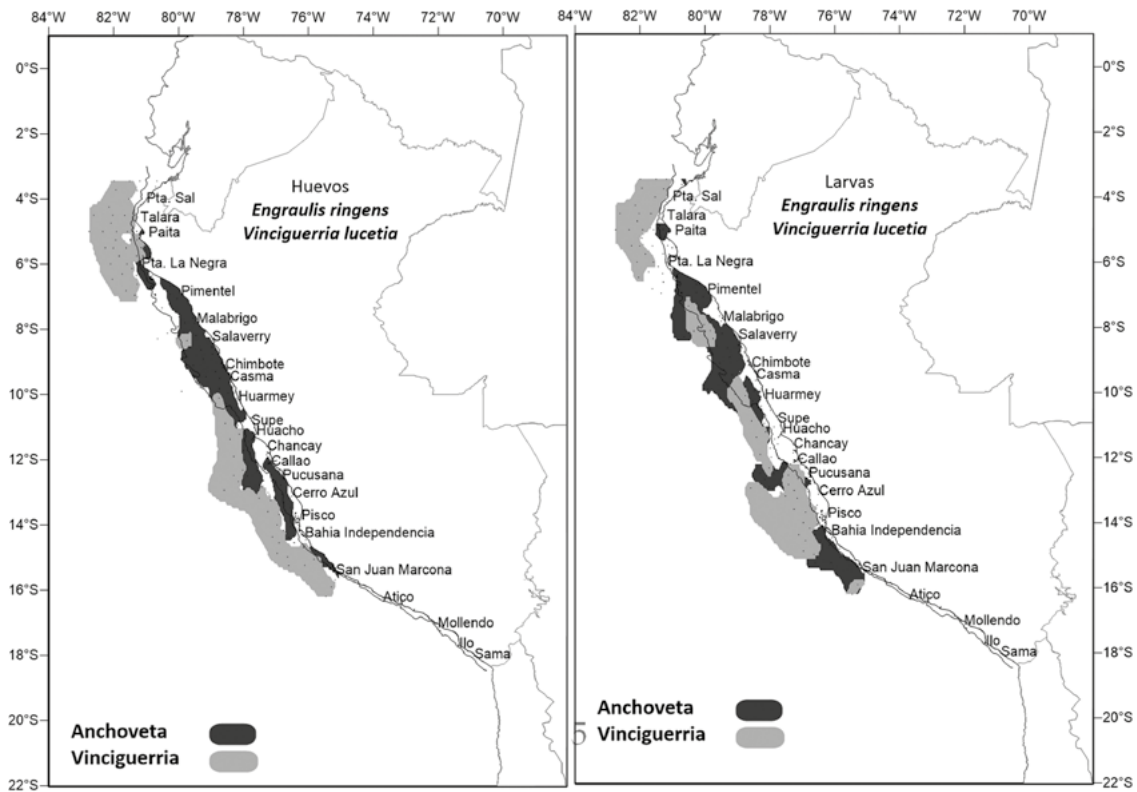 84°W 82°W 80°W 78°W 76°W 74°W 72°W 70°W
0°S
2°S
4°S
6°S
8°S
10°S
12°S
14°S
16°S
18°S
20°S
22°S
Huevos
Engraulis ringens
Vinciguerria lucetia
Pta. Sal
Talara
Paita
Pta. La Negra
Pimentel
Malabrigo
Salaverry
Chimbote
Casma
Huarmey
Supe
Huacho
Chancay
Callao
Pucusana
Cerro Azul
Pisco
Bahia Independencia
San Juan Marcona
Atico
Mollendo
Ilo
Sama
Anchoveta
Vinciguerria
84°W 82°W 80°W 78°W 76°W 74°W 72°W 70°W
Larvas
Engraulis ringens
Vinciguerria lucetia
Pta. Sal
Talara
Paita
Pta. La Negra
Pimentel
Malabrigo
Salaverry
Chimbote
Casma
Huarmey
Supe
Huacho
Chancay
Callao
Pucusana
Cerro Azul
Pisco
Bahia Independencia
San Juan Marcona
Atico
Mollendo
Ilo
Sama
Anchoveta
Vinciguerria
5
0°S
2°S
4°S
6°S
8°S
10°S
12°S
14°S
16°S
18°S
20°S
22°S